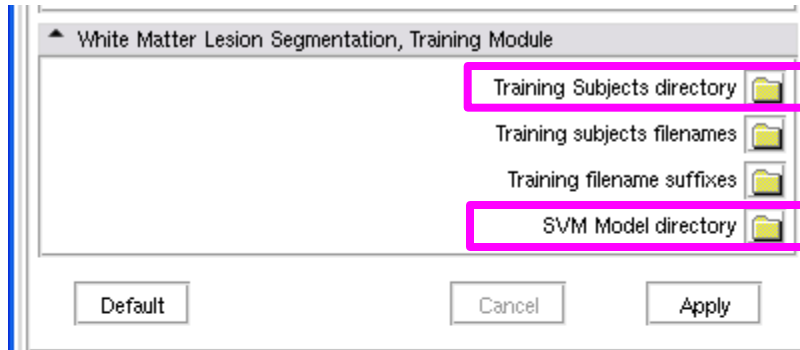 White Matter Lesion Segmentation, Training Module
Training Subjects directory
Training subjects filenames
Training filename suffixes
SVM Model directory
Default Cancel Apply